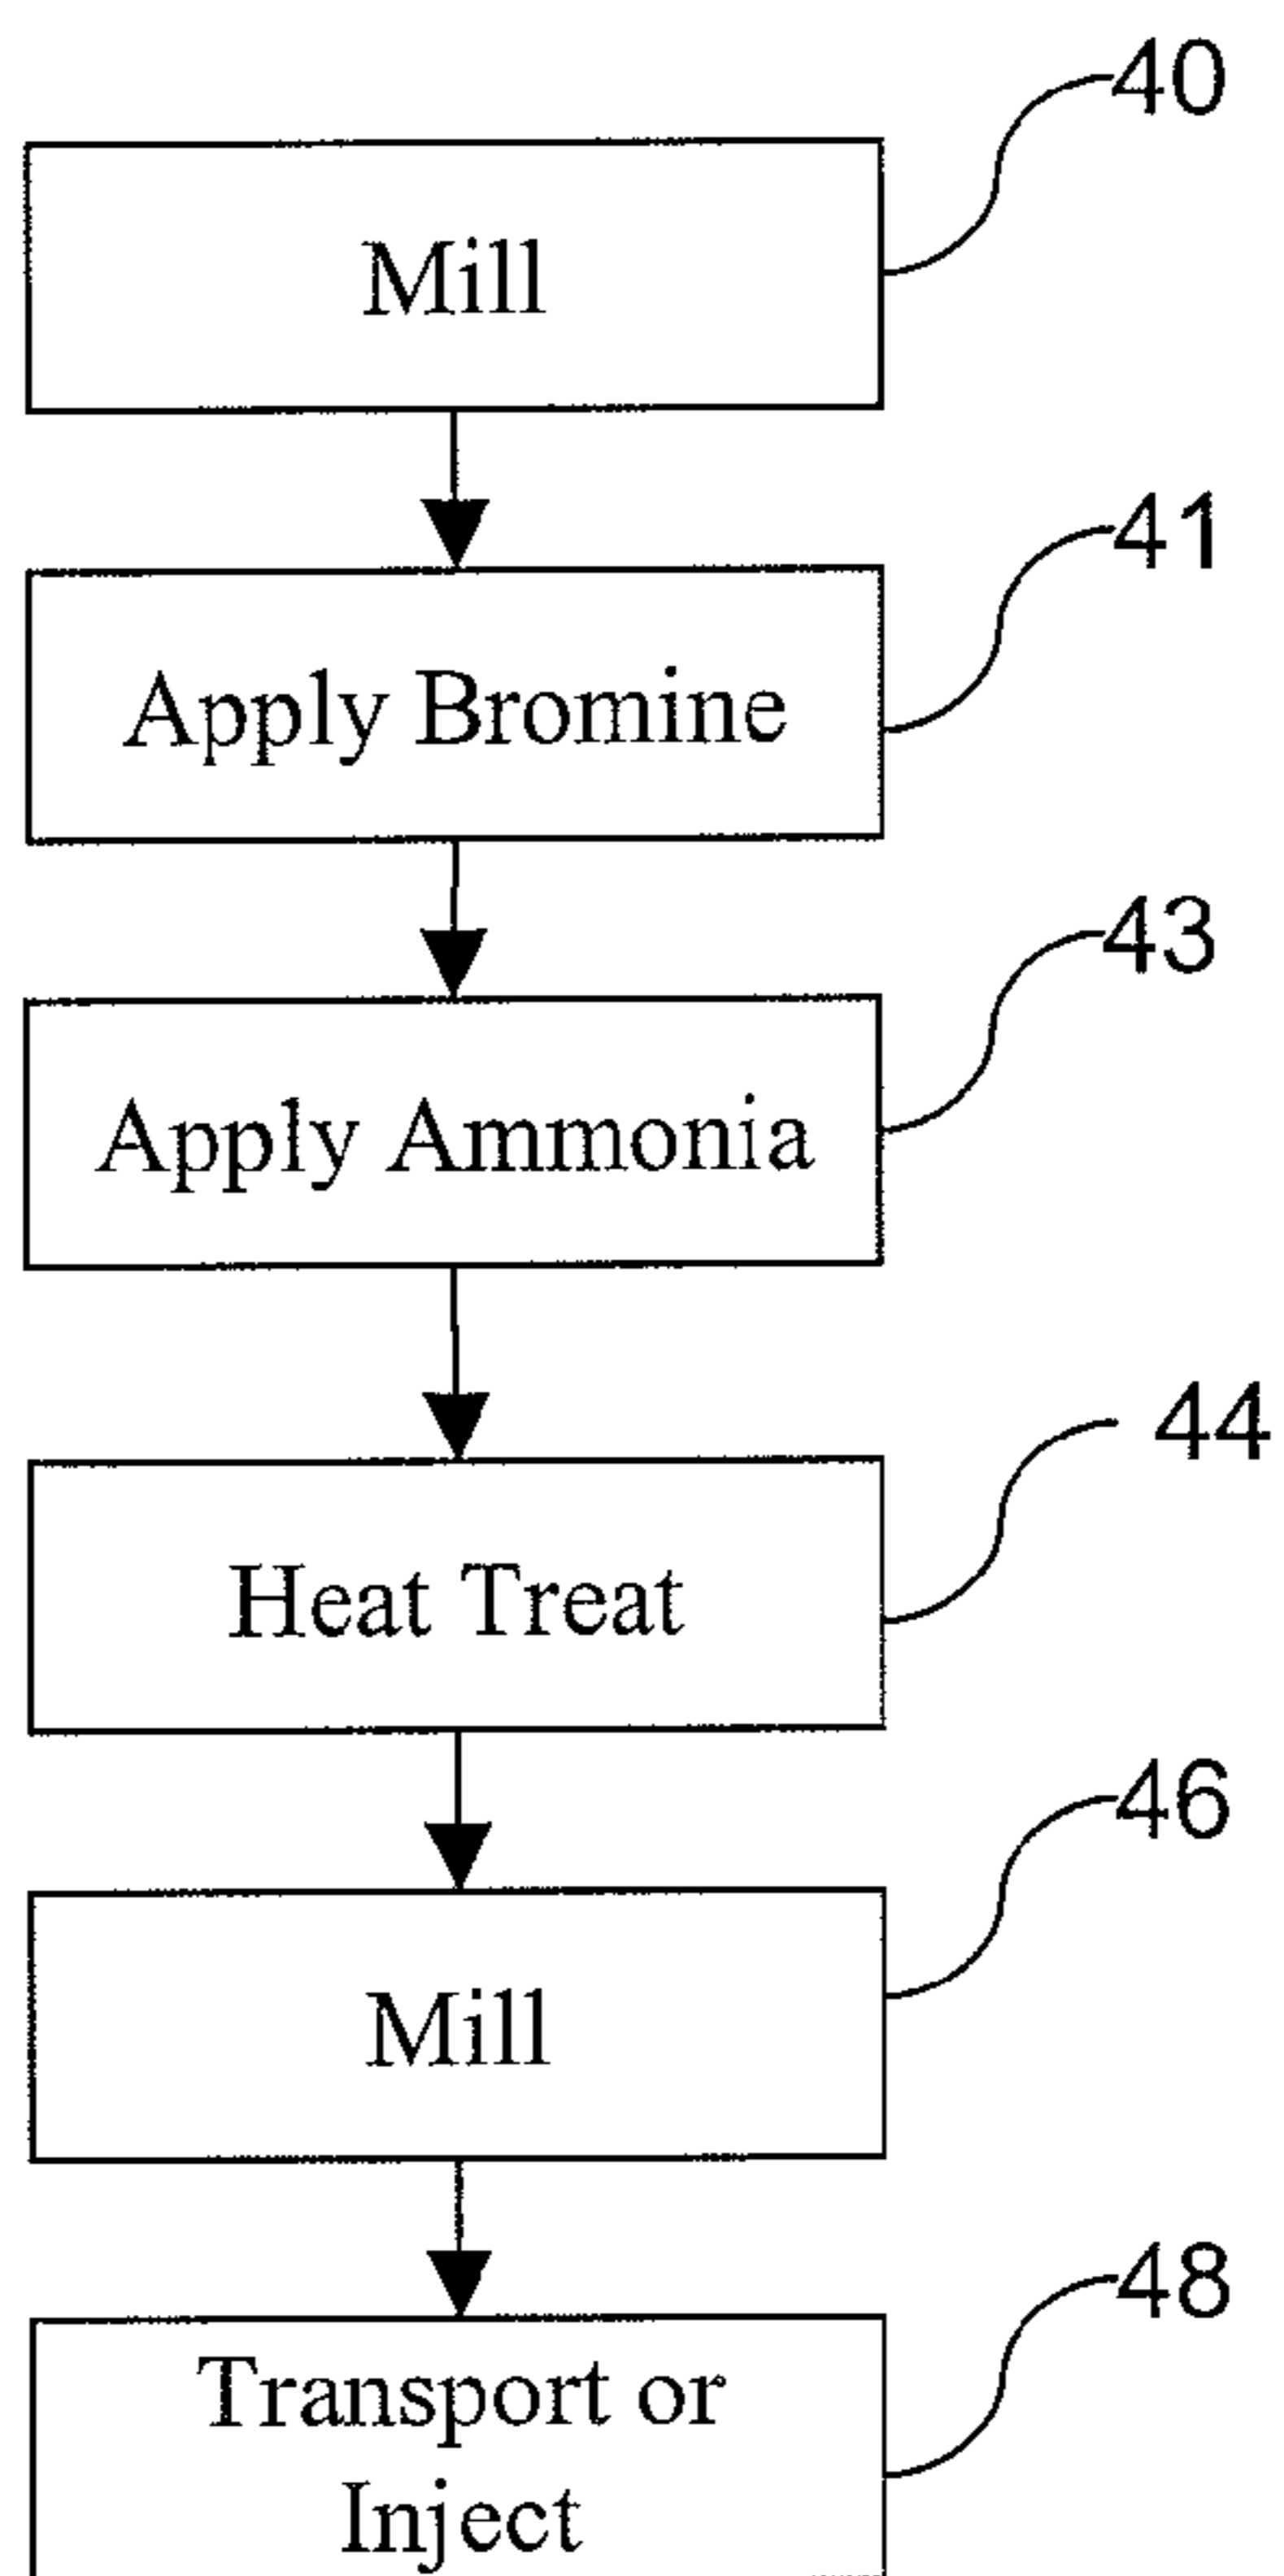 40
Mill
41
Apply Bromine
43
Apply Ammonia
44
Heat Treat
46
Mill
48
Transport or
Inject